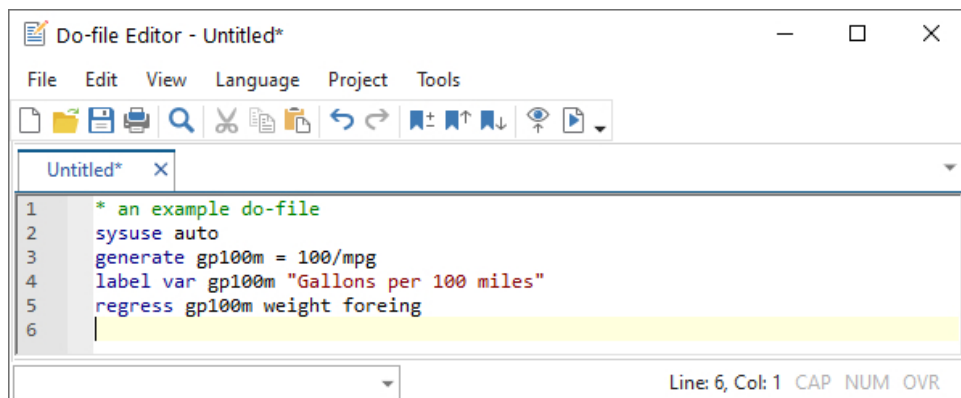 Do-file Editor - Untitled*
File Edit View Language Project Tools
Untitled*
1 * an example do-file
2 sysuse auto
3 generate gp100m = 100/mpg
4 label var gp100m "Gallons per 100 miles"
5 regress gp100m weight foreing
6
Line: 6, Col: 1 CAP NUM OVR